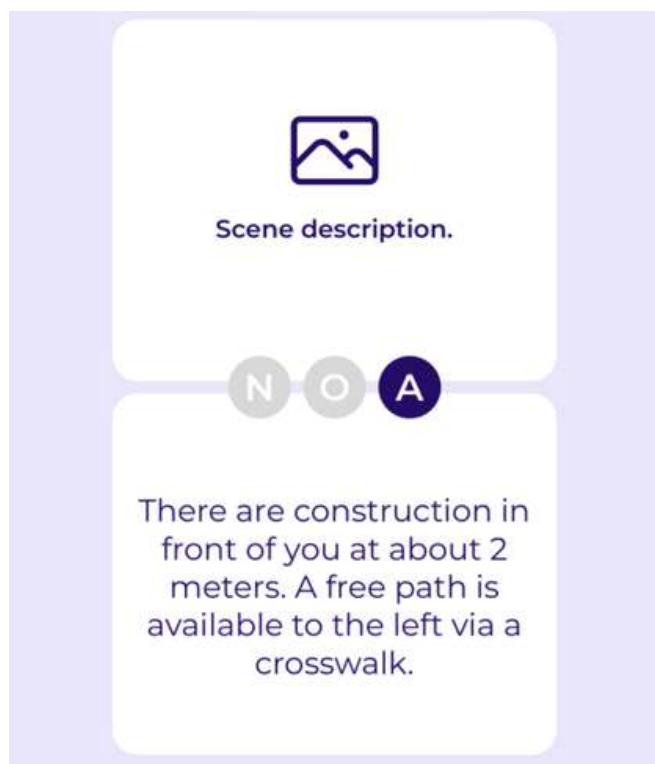 Scene description.
N O A
There are construction in
front of you at about 2
meters. A free path is
available to the left via a
crosswalk.